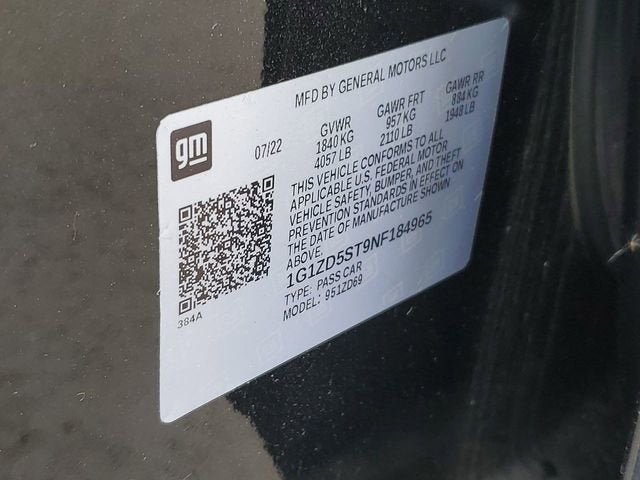 MFD BY GENERAL MOTORS LLC
gm
07/22
GVWR GAWR FRT GAWR RR
1840 KG 957 KG 884 KG
4057 LB 2110 LB 1948 LB
THIS VEHICLE CONFORMS TO ALL
APPLICABLE U.S. FEDERAL MOTOR
VEHICLE SAFETY, BUMPER, AND THEFT
PREVENTION STANDARDS IN EFFECT ON
THE DATE OF MANUFACTURE SHOWN
ABOVE.
1G1ZD5ST9NF184965
TYPE: PASS CAR
MODEL: 951ZD69
384A